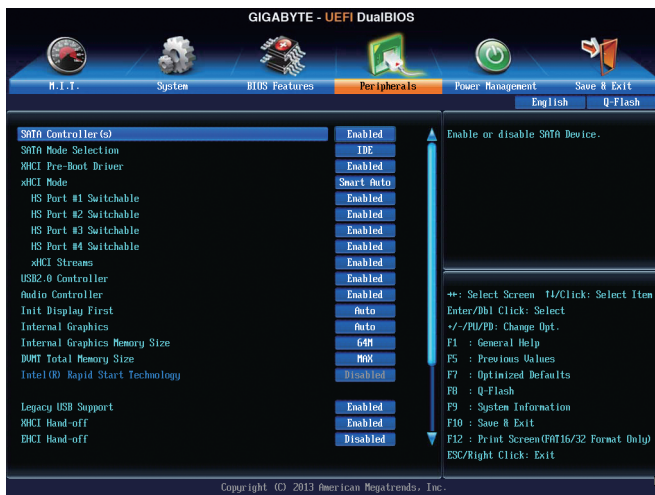 GIGABYTE - UEFI DualBIOS
M.I.T. System BIOS Features Peripherals Power Management Save & Exit
English Q-Flash
SATA Controller(s) Enabled
SATA Mode Selection IDE
XHCI Pre-Boot Driver Enabled
xHCI Mode Smart Auto
HS Port #1 Switchable Enabled
HS Port #2 Switchable Enabled
HS Port #3 Switchable Enabled
HS Port #4 Switchable Enabled
xHCI Streams Enabled
USB2.0 Controller Enabled
Audio Controller Enabled
Init Display First Auto
Internal Graphics Auto
Internal Graphics Memory Size 64M
DVMT Total Memory Size MAX
Intel(R) Rapid Start Technology Disabled
Legacy USB Support Enabled
XHCI Hand-off Enabled
EHCI Hand-off Disabled
Enable or disable SATA Device.
→←: Select Screen ↑↓/Click: Select Item
Enter/Dbl Click: Select
+/-/PU/PD: Change Opt.
F1 : General Help
F5 : Previous Values
F7 : Optimized Defaults
F8 : Q-Flash
F9 : System Information
F10 : Save & Exit
F12 : Print Screen(FAT16/32 Format Only)
ESC/Right Click: Exit
Copyright (C) 2013 American Megatrends, Inc.